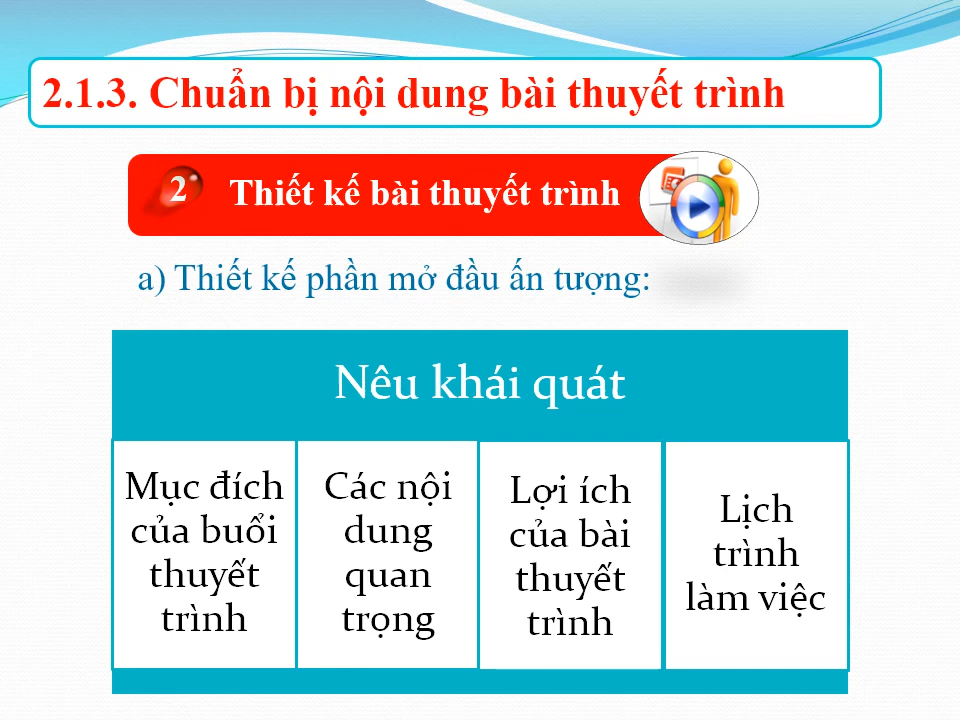 2.1.3. Chuẩn bị nội dung bài thuyết trình
2
Thiết kế bài thuyết trình
a) Thiết kế phần mở đầu ấn tượng:
Nêu khái quát
Mục đích
của buổi
thuyết
trình
Các nội
dung
quan
trọng
Lợi ích
của bài
thuyết
trình
Lịch
trình
làm việc